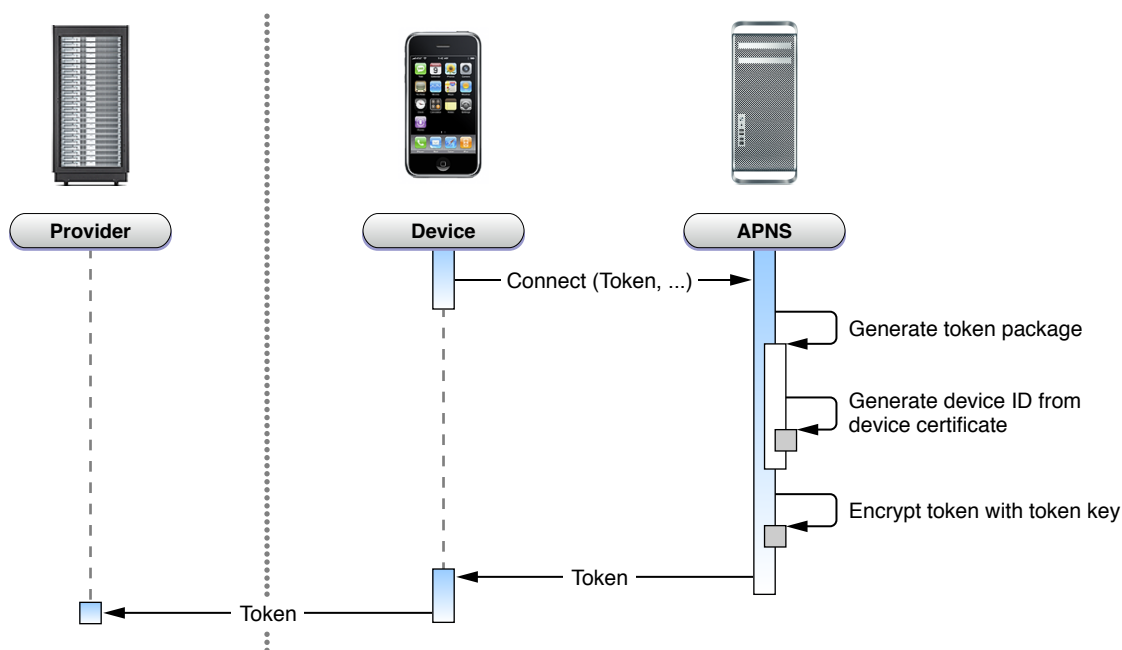 Provider
Device
APNS
Connect (Token, ...)
Generate token package
Generate device ID from
device certificate
Encrypt token with token key
Token
Token